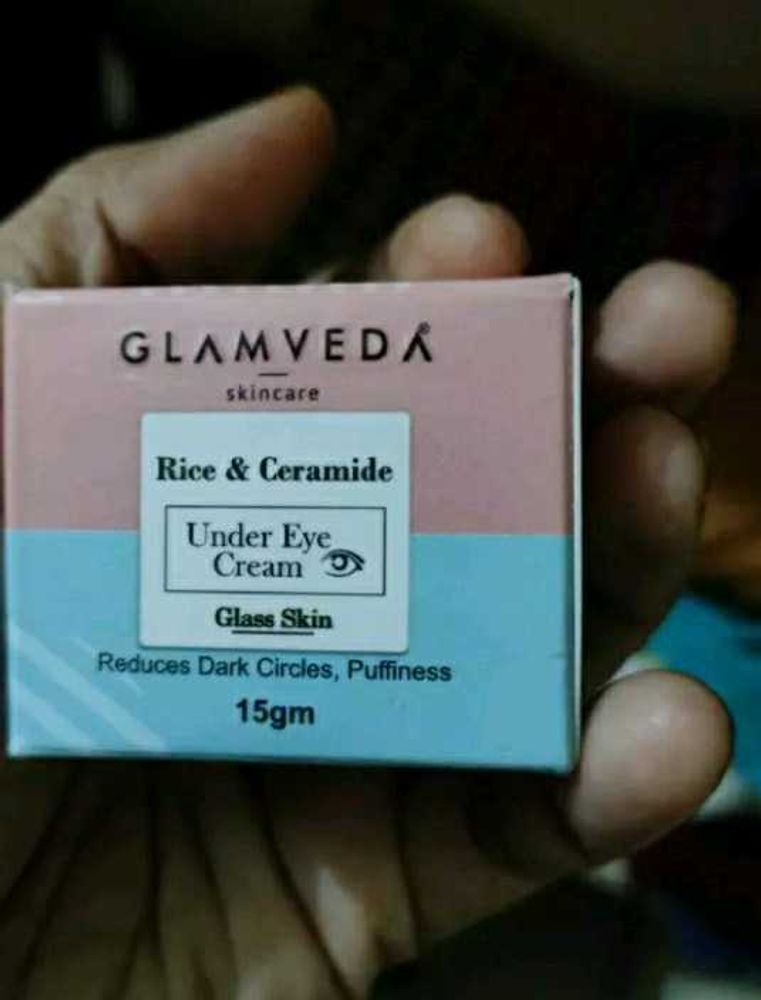 GLAMVEDA®
skincare
Rice & Ceramide
Under Eye
Cream
Glass Skin
Reduces Dark Circles, Puffiness
15gm